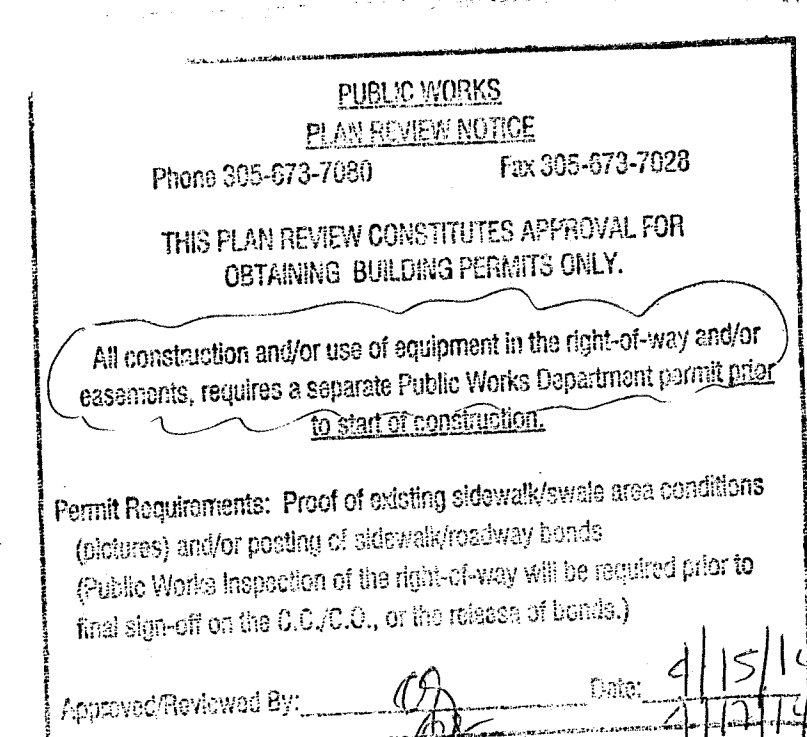 PUBLIC WORKS
PLAN REVIEW NOTICE
Phone 305-673-7080 Fax 305-673-7028
THIS PLAN REVIEW CONSTITUTES APPROVAL FOR
OBTAINING BUILDING PERMITS ONLY.
All construction and/or use of equipment in the right-of-way and/or
easements, requires a separate Public Works Department permit prior
to start of construction.
Permit Requirements: Proof of existing sidewalk/swale area conditions
(pictures) and/or posting of sidewalk/roadway bonds
(Public Works Inspection of the right-of-way will be required prior to
final sign-off on the C.C./C.O., or the release of bonds.)
Approved/Reviewed By: Date: 4/15/14